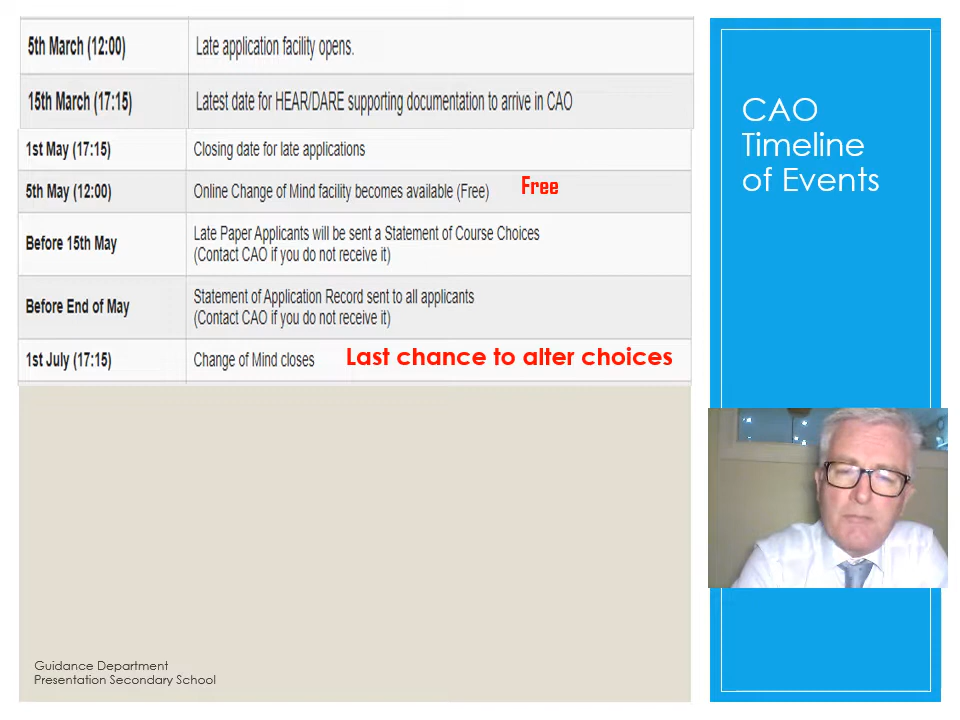 5th March (12:00) Late application facility opens.
15th March (17:15) Latest date for HEAR/DARE supporting documentation to arrive in CAO
1st May (17:15) Closing date for late applications
5th May (12:00) Online Change of Mind facility becomes available (Free) Free
Before 15th May Late Paper Applicants will be sent a Statement of Course Choices
(Contact CAO if you do not receive it)
Before End of May Statement of Application Record sent to all applicants
(Contact CAO if you do not receive it)
1st July (17:15) Change of Mind closes Last chance to alter choices
CAO
Timeline
of Events
Guidance Department
Presentation Secondary School